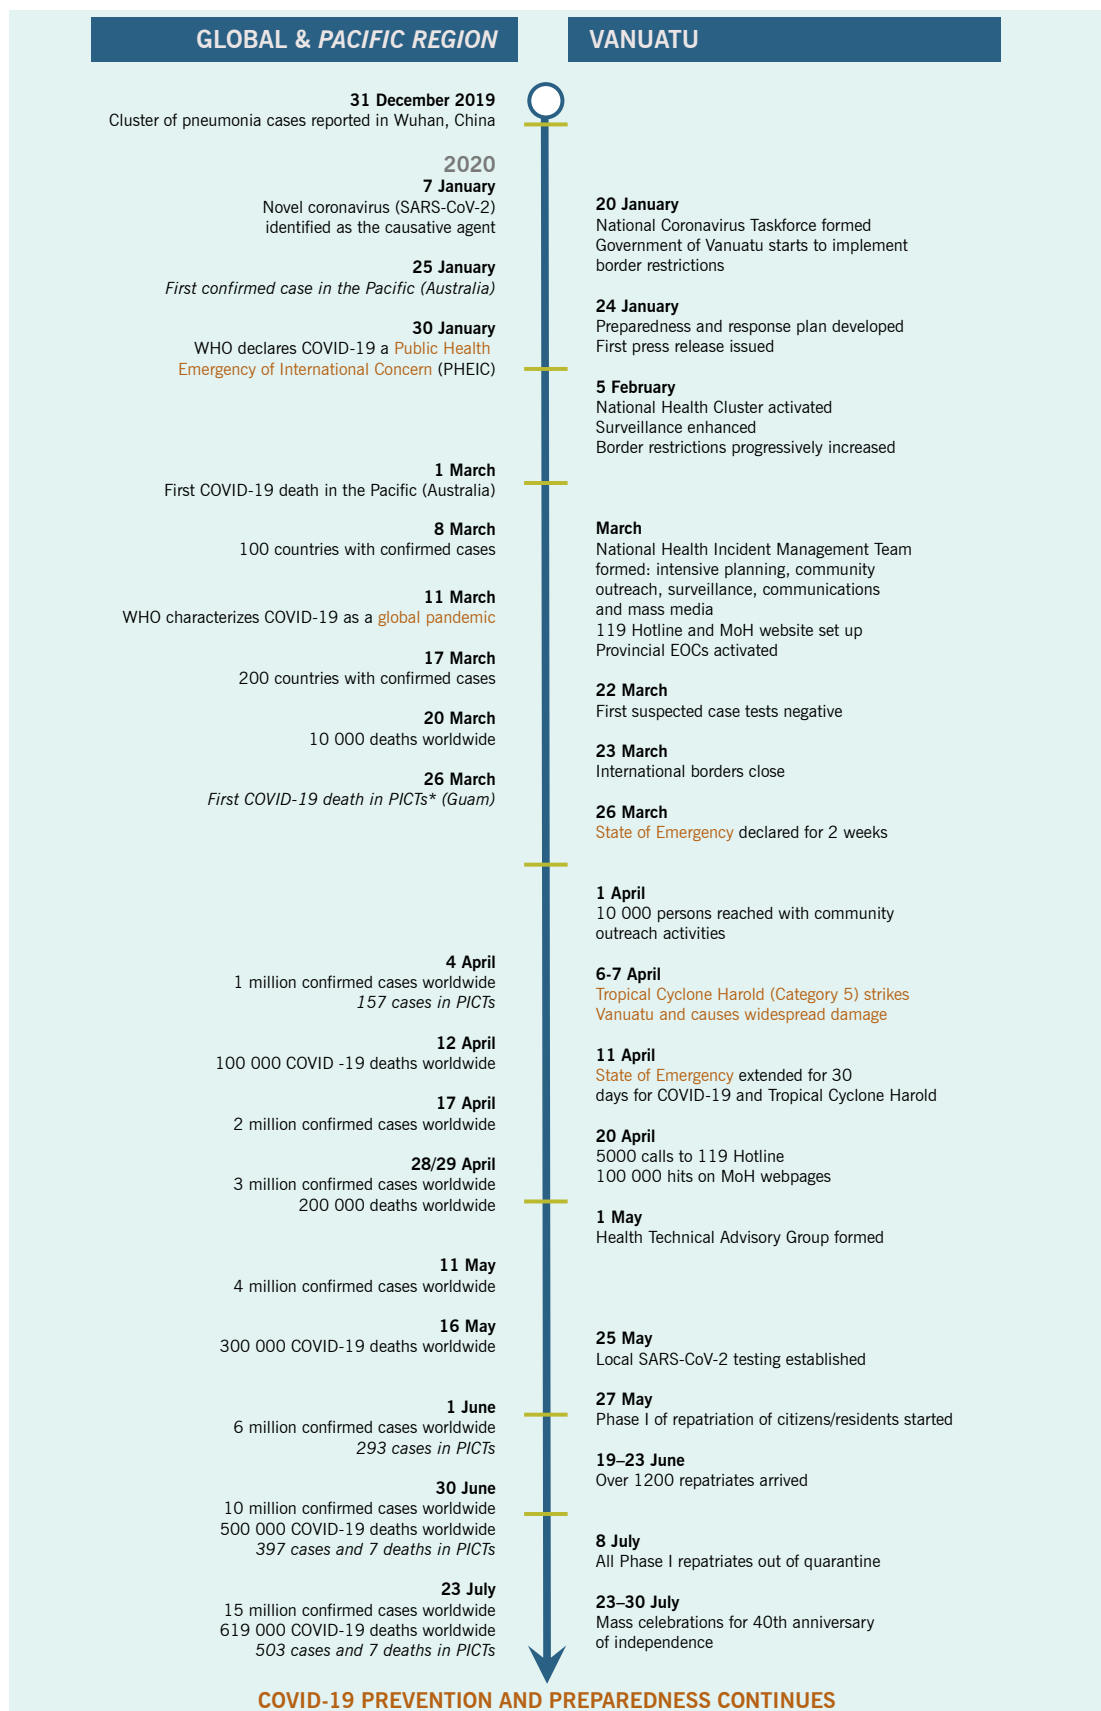 GLOBAL & PACIFIC REGION
31 December 2019
Cluster of pneumonia cases reported in Wuhan, China
2020
7 January
Novel coronavirus (SARS-CoV-2)
identified as the causative agent
25 January
First confirmed case in the Pacific (Australia)
30 January
WHO declares COVID-19 a Public Health
Emergency of International Concern (PHEIC)
1 March
First COVID-19 death in the Pacific (Australia)
8 March
100 countries with confirmed cases
11 March
WHO characterizes COVID-19 as a global pandemic
17 March
200 countries with confirmed cases
20 March
10 000 deaths worldwide
26 March
First COVID-19 death in PICTs* (Guam)
4 April
1 million confirmed cases worldwide
157 cases in PICTs
12 April
100 000 COVID -19 deaths worldwide
17 April
2 million confirmed cases worldwide
28/29 April
3 million confirmed cases worldwide
200 000 deaths worldwide
11 May
4 million confirmed cases worldwide
16 May
300 000 COVID-19 deaths worldwide
1 June
6 million confirmed cases worldwide
293 cases in PICTs
30 June
10 million confirmed cases worldwide
500 000 COVID-19 deaths worldwide
397 cases and 7 deaths in PICTs
23 July
15 million confirmed cases worldwide
619 000 COVID-19 deaths worldwide
503 cases and 7 deaths in PICTs
VANUATU
20 January
National Coronavirus Taskforce formed
Government of Vanuatu starts to implement
border restrictions
24 January
Preparedness and response plan developed
First press release issued
5 February
National Health Cluster activated
Surveillance enhanced
Border restrictions progressively increased
March
National Health Incident Management Team
formed: intensive planning, community
outreach, surveillance, communications
and mass media
119 Hotline and MoH website set up
Provincial EOCs activated
22 March
First suspected case tests negative
23 March
International borders close
26 March
State of Emergency declared for 2 weeks
1 April
10 000 persons reached with community
outreach activities
6-7 April
Tropical Cyclone Harold (Category 5) strikes
Vanuatu and causes widespread damage
11 April
State of Emergency extended for 30
days for COVID-19 and Tropical Cyclone Harold
20 April
5000 calls to 119 Hotline
100 000 hits on MoH webpages
1 May
Health Technical Advisory Group formed
25 May
Local SARS-CoV-2 testing established
27 May
Phase I of repatriation of citizens/residents started
19–23 June
Over 1200 repatriates arrived
8 July
All Phase I repatriates out of quarantine
23–30 July
Mass celebrations for 40th anniversary
of independence
COVID-19 PREVENTION AND PREPAREDNESS CONTINUES